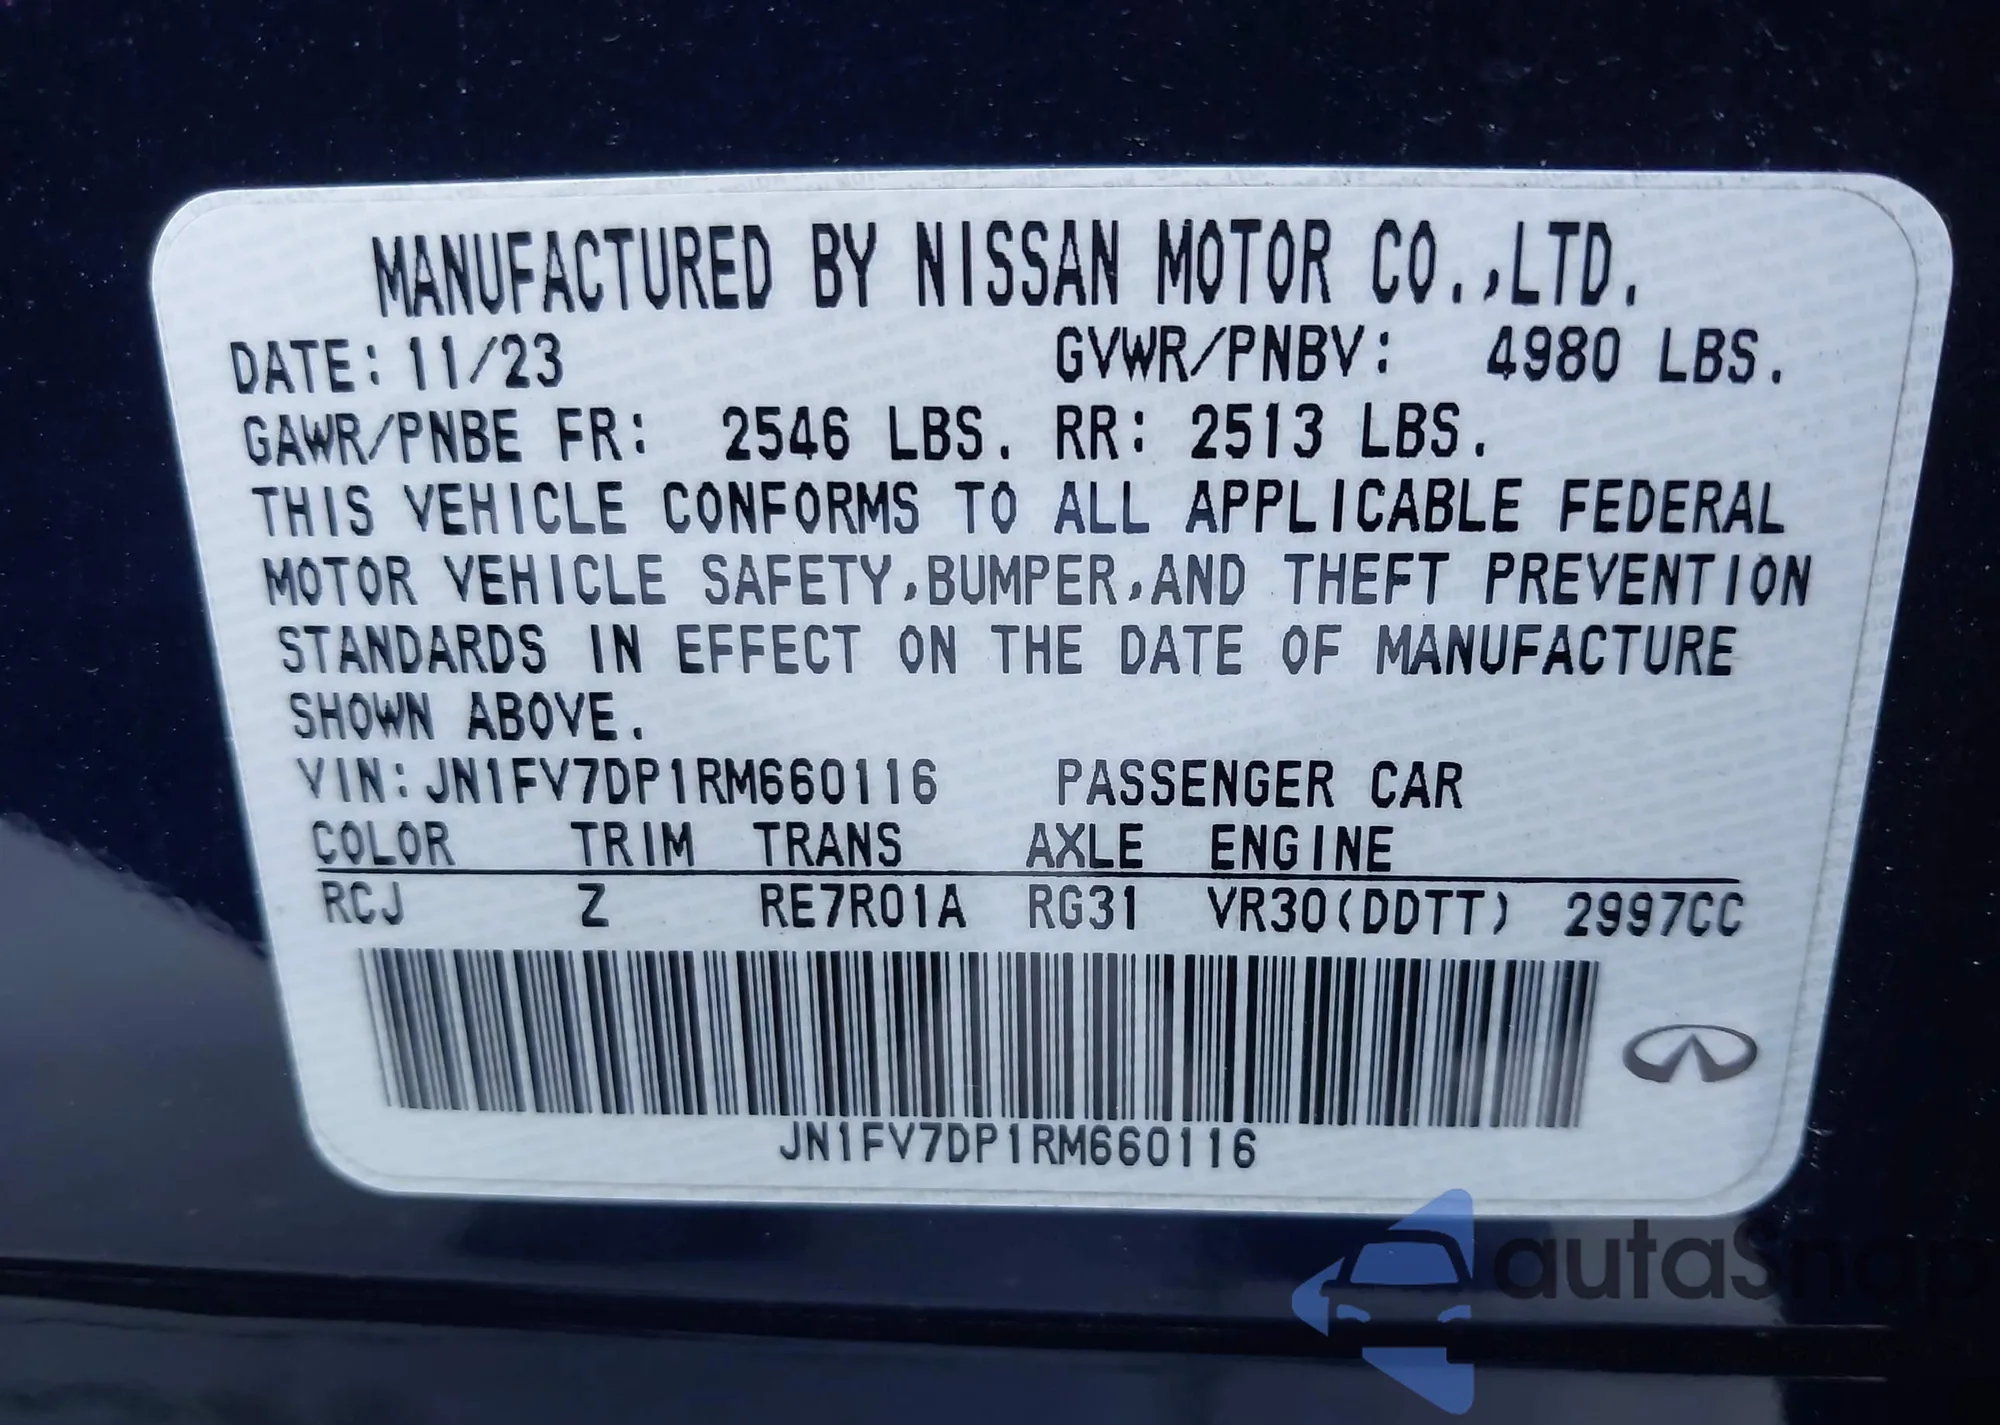 MANUFACTURED BY NISSAN MOTOR CO.,LTD.
DATE: 11/23 GVWR/PNBV: 4980 LBS.
GAWR/PNBE FR: 2546 LBS. RR: 2513 LBS.
THIS VEHICLE CONFORMS TO ALL APPLICABLE FEDERAL
MOTOR VEHICLE SAFETY,BUMPER,AND THEFT PREVENTION
STANDARDS IN EFFECT ON THE DATE OF MANUFACTURE
SHOWN ABOVE.
VIN:JN1FV7DP1RM660116 PASSENGER CAR
COLOR TRIM TRANS AXLE ENGINE
RCJ Z RE7R01A RG31 VR30(DDTT) 2997CC
JN1FV7DP1RM660116
autaSnap